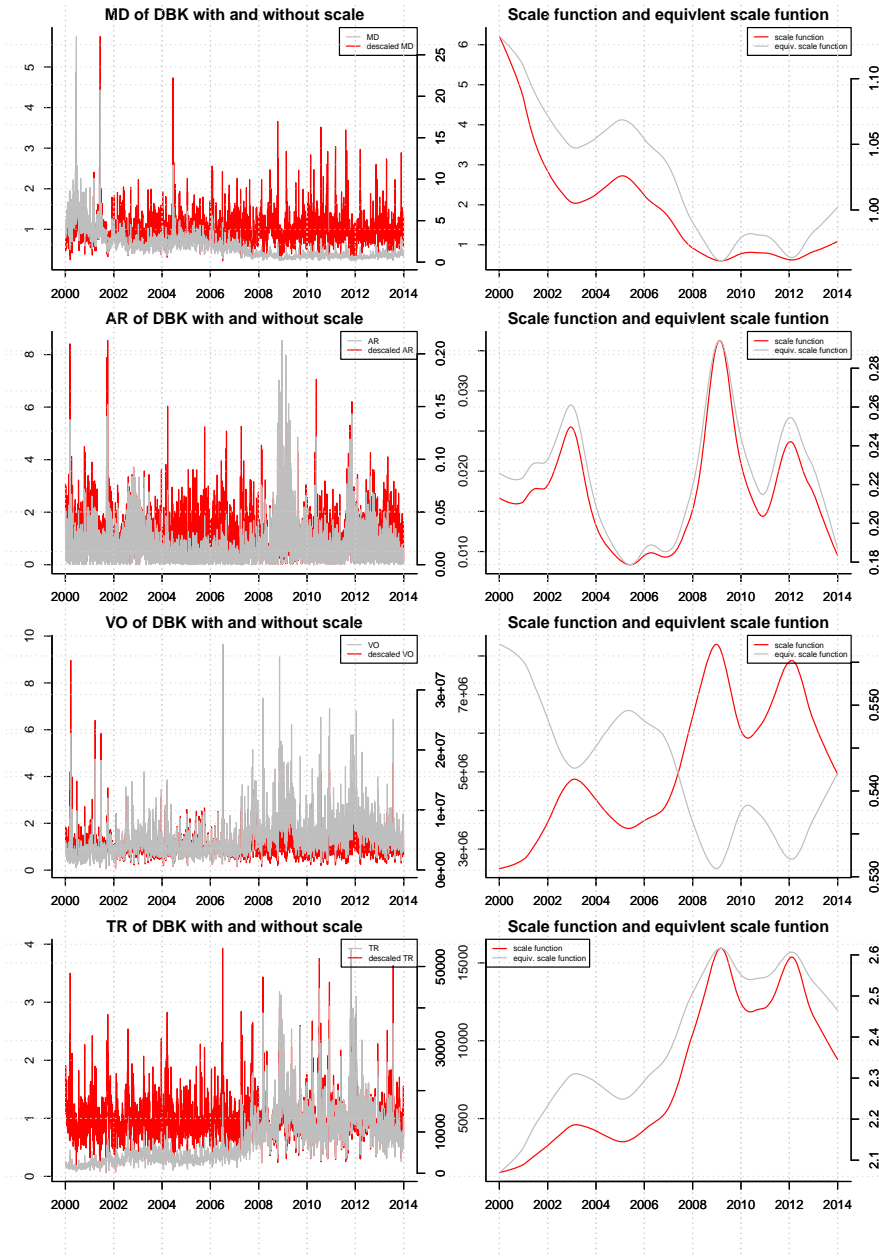 MD of DBK with and without scale
MD
descaled MD
1 2 3 4 5
0 5 10 15 20 25
2000 2002 2004 2006 2008 2010 2012 2014
Scale function and equivlent scale funtion
scale function
equiv. scale function
1 2 3 4 5 6
1.00 1.05 1.10
2000 2002 2004 2006 2008 2010 2012 2014
AR of DBK with and without scale
AR
descaled AR
0 2 4 6 8
0.00 0.05 0.10 0.15 0.20
2000 2002 2004 2006 2008 2010 2012 2014
Scale function and equivlent scale funtion
scale function
equiv. scale function
0.010 0.020 0.030
0.18 0.20 0.22 0.24 0.26 0.28
2000 2002 2004 2006 2008 2010 2012 2014
VO of DBK with and without scale
VO
descaled VO
0 2 4 6 8 10
0e+00 1e+07 2e+07 3e+07
2000 2002 2004 2006 2008 2010 2012 2014
Scale function and equivlent scale funtion
scale function
equiv. scale function
3e+06 5e+06 7e+06
0.530 0.540 0.550
2000 2002 2004 2006 2008 2010 2012 2014
TR of DBK with and without scale
TR
descaled TR
0 1 2 3 4
0 10000 30000 50000
2000 2002 2004 2006 2008 2010 2012 2014
Scale function and equivlent scale funtion
scale function
equiv. scale function
5000 10000 15000
2.1 2.2 2.3 2.4 2.5 2.6
2000 2002 2004 2006 2008 2010 2012 2014